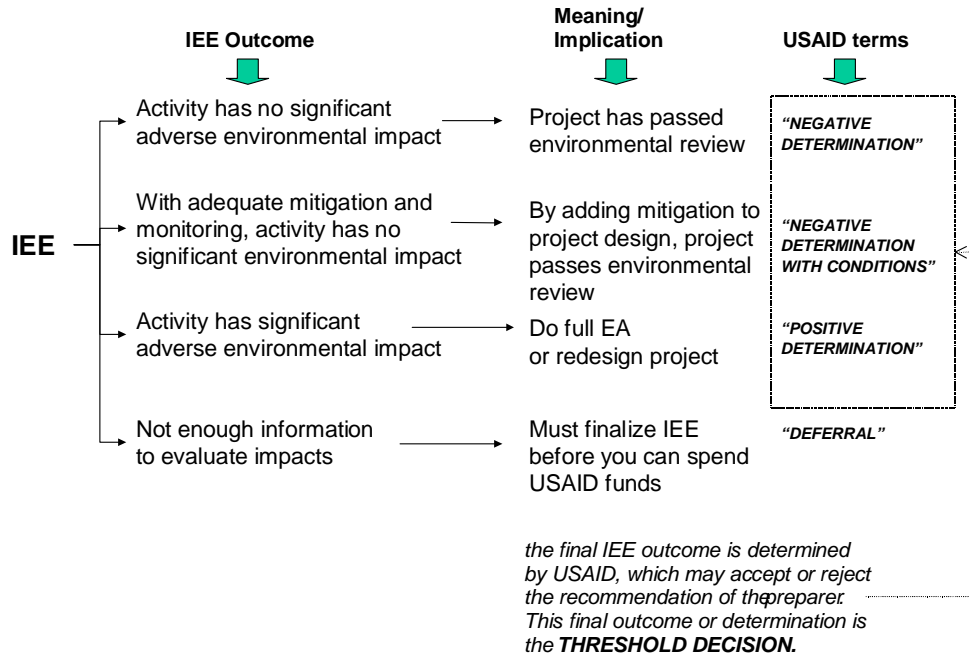 IEE Outcome
Meaning/
Implication
USAID terms
IEE
Activity has no significant
adverse environmental impact
Project has passed
environmental review
“NEGATIVE
DETERMINATION”
With adequate mitigation and
monitoring, activity has no
significant environmental impact
By adding mitigation to
project design, project
passes environmental
review
“NEGATIVE
DETERMINATION
WITH CONDITIONS”
Activity has significant
adverse environmental impact
Do full EA
or redesign project
“POSITIVE
DETERMINATION”
Not enough information
to evaluate impacts
Must finalize IEE
before you can spend
USAID funds
“DEFERRAL”
the final IEE outcome is determined
by USAID, which may accept or reject
the recommendation of thepreparer.
This final outcome or determination is
the THRESHOLD DECISION.